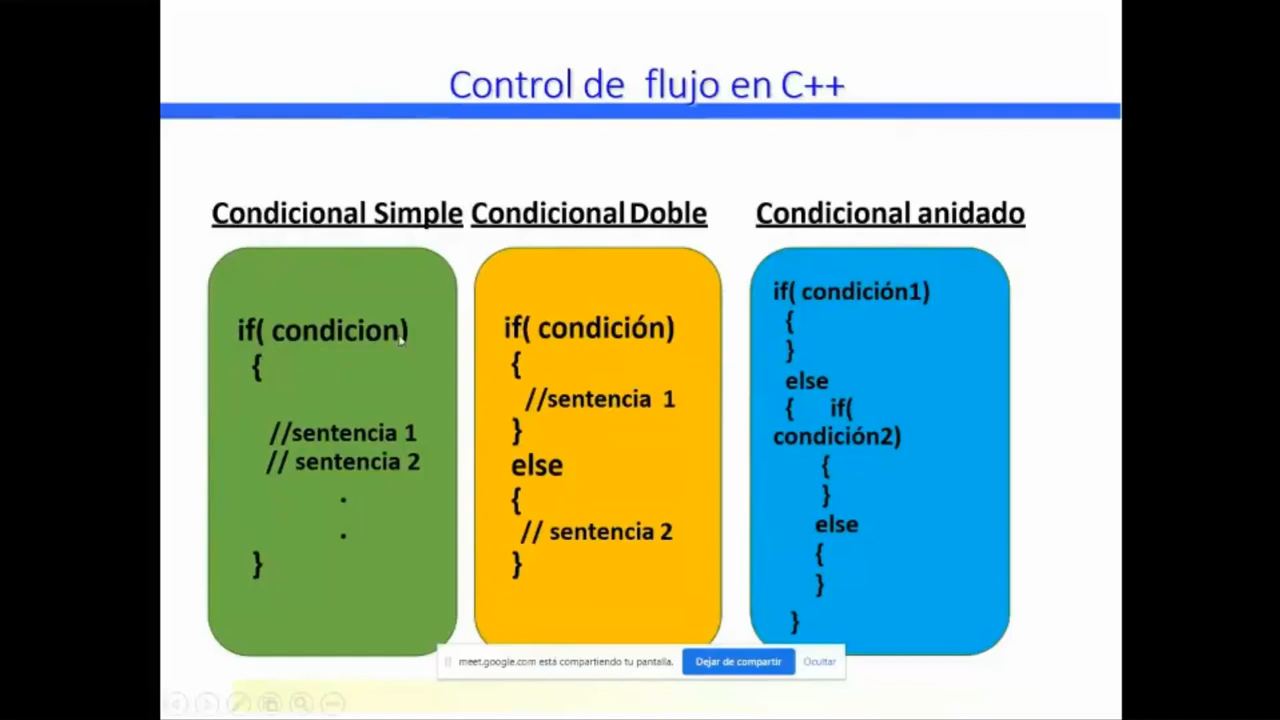 Control de flujo en C++
Condicional Simple
if( condicion)
{
//sentencia 1
// sentencia 2
.
.
}
Condicional Doble
if( condición)
{
//sentencia 1
}
else
{
// sentencia 2
}
Condicional anidado
if( condición1)
{
}
else
{ if(
condición2)
{
}
else
{
}
}
meet.google.com está compartiendo tu pantalla.
Dejar de compartir
Ocultar